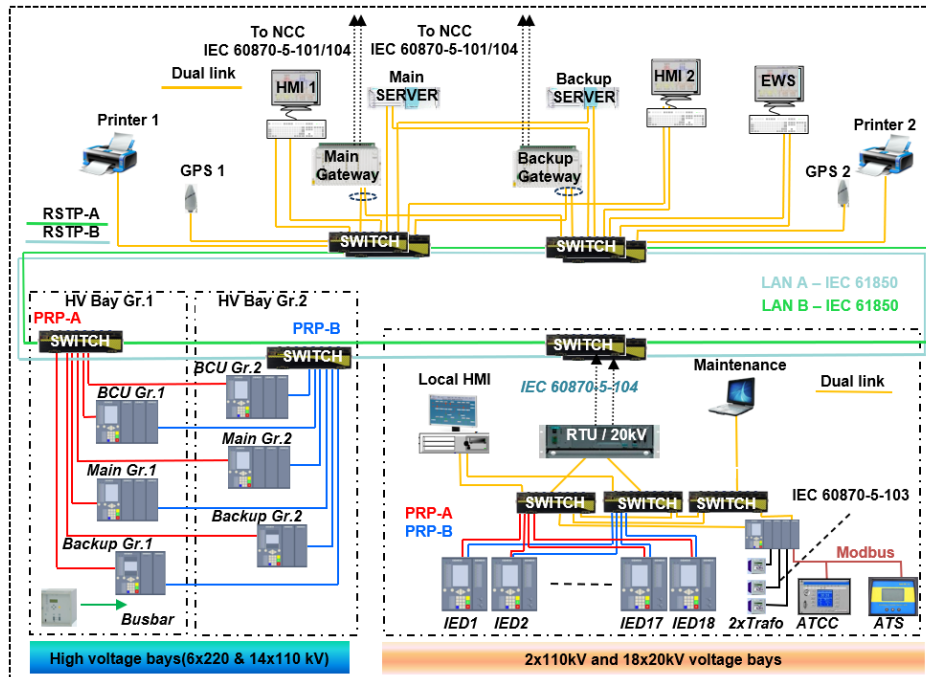 To NCC
IEC 60870-5-101/104
To NCC
IEC 60870-5-101/104
Dual link
HMI 1
Main
SERVER
Backup
SERVER
HMI 2
EWS
Printer 1
GPS 1
Main
Gateway
Backup
Gateway
GPS 2
Printer 2
RSTP-A
RSTP-B
SWITCH
SWITCH
LAN A – IEC 61850
LAN B – IEC 61850
HV Bay Gr.1
HV Bay Gr.2
PRP-A
SWITCH
PRP-B
SWITCH
SWITCH
BCU Gr.2
BCU Gr.1
Main Gr.2
Main Gr.1
Backup Gr.2
Backup Gr.1
Busbar
Local HMI
IEC 60870-5-104
Maintenance
Dual link
RTU / 20kV
SWITCH
SWITCH
SWITCH
IEC 60870-5-103
PRP-A
PRP-B
Modbus
IED1
IED2
IED17
IED18
2xTrafo
ATCC
ATS
High voltage bays(6x220 & 14x110 kV)
2x110kV and 18x20kV voltage bays